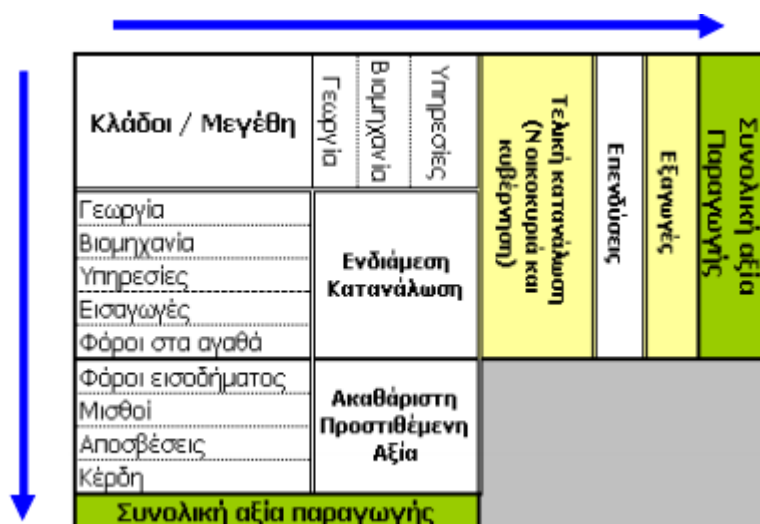 Κλάδοι / Μεγέθη
Γεωργία
Βιομηχανία
Υπηρεσίες
Τελική κατανάλωση
(Νοικοκυριά και
κυβέρνηση)
Επενδύσεις
Εξαγωγές
Συνολική αξία
Παραγωγής
Γεωργία
Βιομηχανία
Υπηρεσίες
Εισαγωγές
Φόροι στα αγαθά
Ενδιάμεση
Κατανάλωση
Φόροι εισοδήματος
Μισθοί
Αποσβέσεις
Κέρδη
Ακαθάριστη
Προστιθέμενη
Αξία
Συνολική αξία παραγωγής